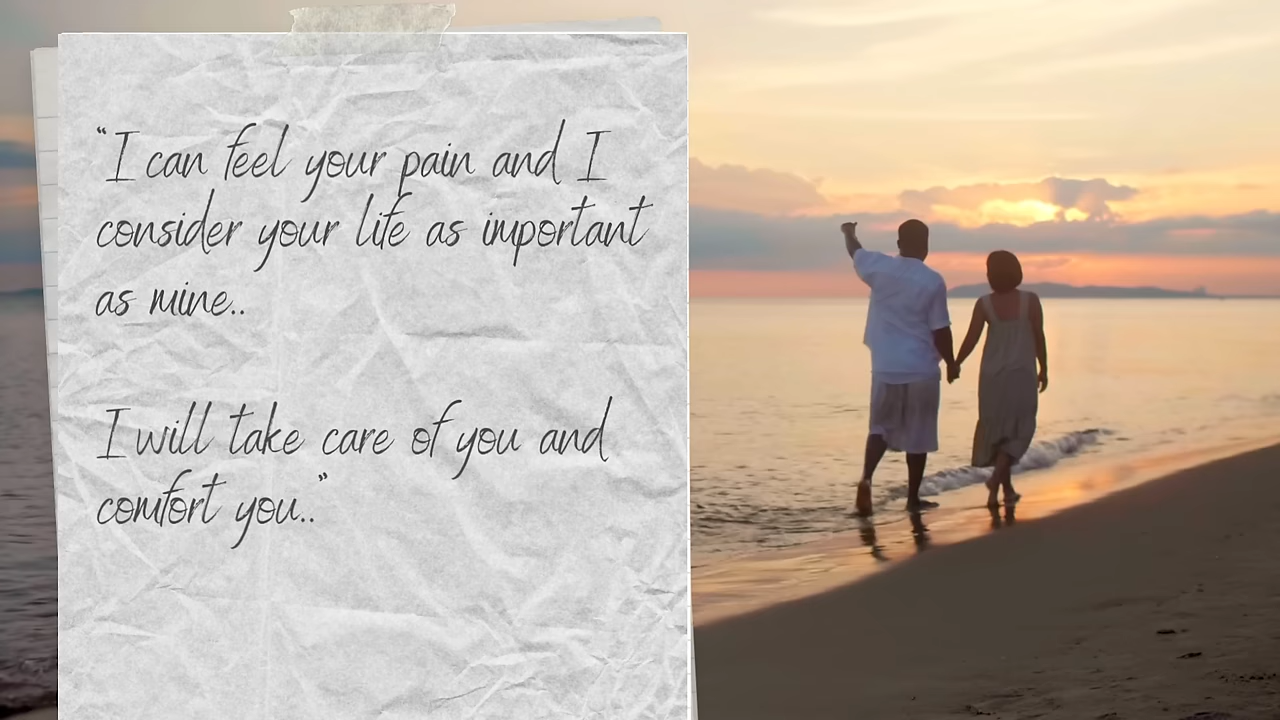 “I can feel your pain and I
consider your life as important
as mine..
I will take care of you and
comfort you..”